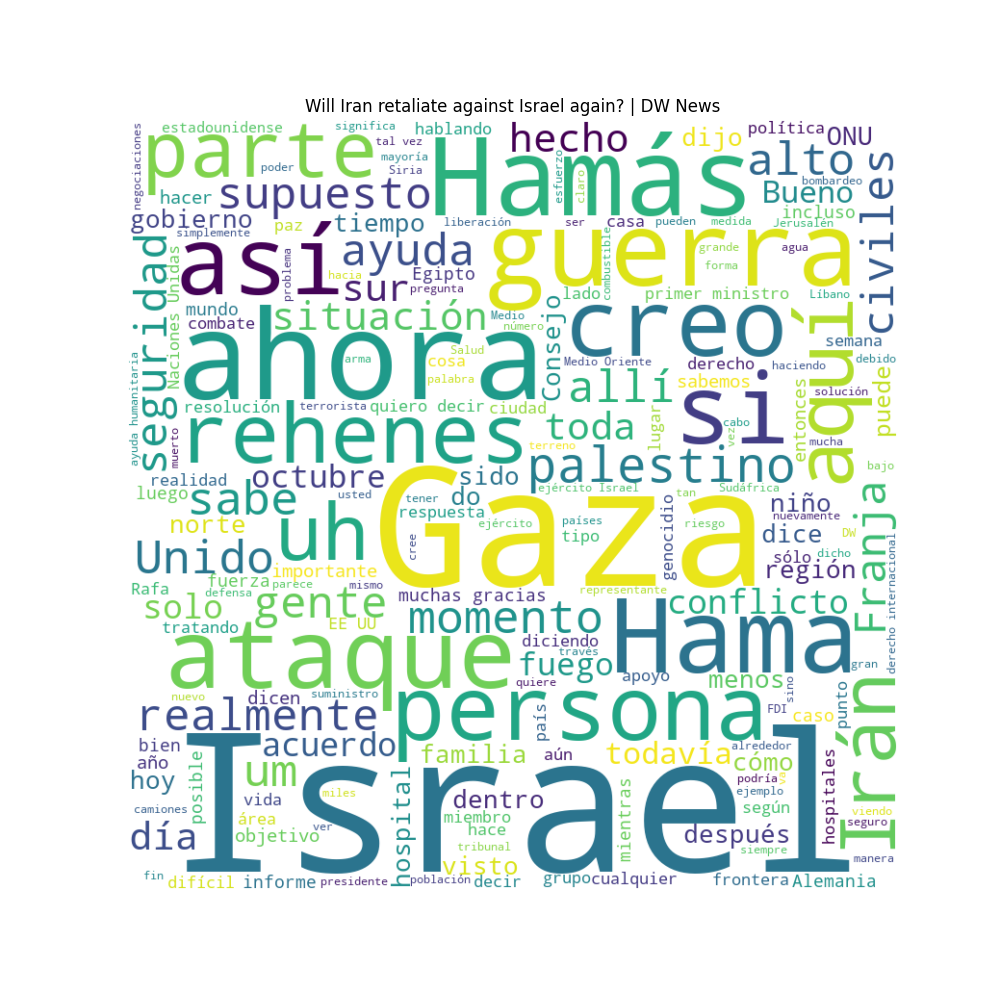 Will Iran retaliate against Israel again? | DW News
estadounidense
significa
hablando
hecho
dijo
política
ONU
parte
tal vez
Hamás
alto
negociaciones
poder
mayoría
Siria
esfuerzo
claro
bombardeo
civiles
hacer
supuesto
Bueno
gobierno
tiempo
liberación
ser
casa
pueden
medida
incluso
Jerusalén
simplemente
paz
así
ayuda
guerra
seguridad
Naciones Unidas
problema
hacia
sur
Egipto
pregunta
combustible
grande
agua
forma
aquí
mundo
combate
situación
Medio
número
lado
primer ministro
Líbano
Consejo
creo
semana
ahora
arma
Salud
cosa
palabra
Medio Oriente
derecho
haciendo
debido
ayuda humanitaria
muerto
allí
sabemos
si
solución
puede
resolución
terrorista
quiero decir
ciudad
rehenes
toda
lugar
cabo
vez
entonces
mucha
terreno
realidad
octubre
sido
palestino
bajo
luego
sabe
usted
tener
do
ejército Israel
tan
Sudáfrica
niño
nuevamente
norte
uh
respuesta
Gaza
ejército
países
riesgo
tipo
genocidio
dice
DW
Franja
derecho internacional
Unido
cree
sólo
dicho
importante
región
Rafa
fuerza
defensa
parece
mismo
muchas gracias
representante
solo
gente
momento
Hama
conflicto
tratando
EE UU
diciendo
través
ataque
fuego
apoyo
gran
menos
nuevo
dicen
suministro
quiere
persona
sino
realmente
país
FDI
caso
punto
Irán
bien
acuerdo
familia
aún
todavía
alrededor
cómo
año
hoy
posible
um
podría
va
ejemplo
hospitales
camiones
vida
miles
hospital
dentro
mientras
según
viendo
área
ver
miembro
seguro
día
objetivo
hace
Israel
después
tribunal
siempre
visto
manera
fin
difícil
informe
presidente
población
decir
grupo
cualquier
frontera
Alemania